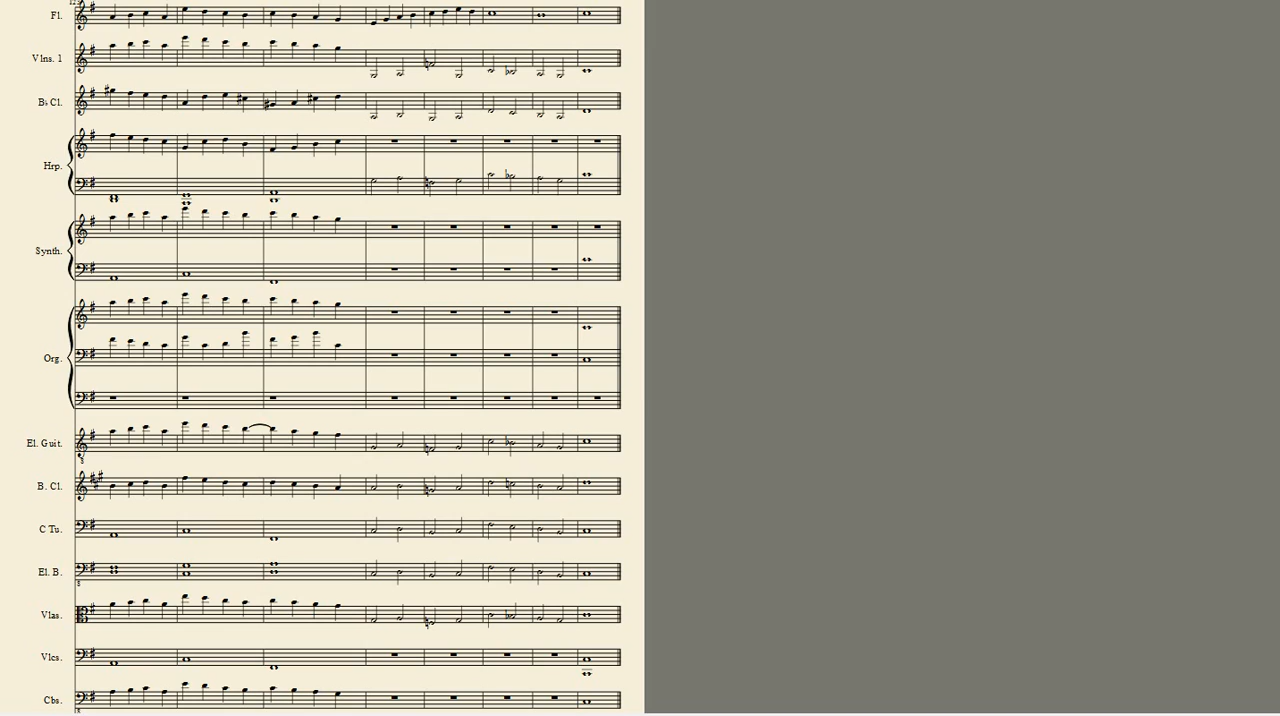 Fl.
Vlns. 1
B♭ Cl.
Hrp.
Synth.
Org.
El. Guit.
B. Cl.
C Tu.
El. B.
Vlas.
Vlcs.
Cbs.